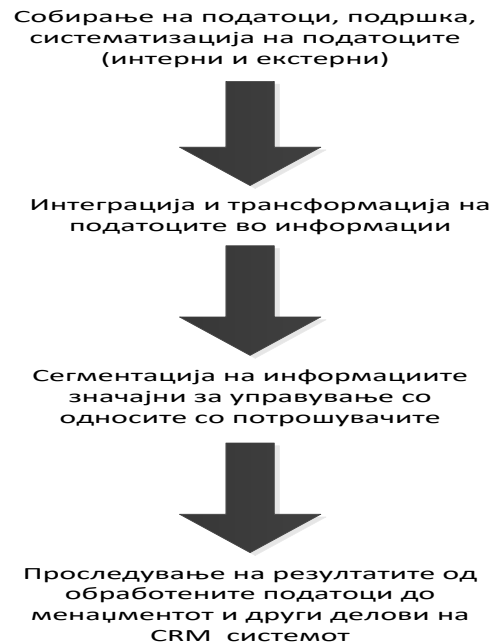 Собирање на податоци, подршка,
систематизација на податоците
(интерни и екстерни)
Интеграција и трансформација на
податоците во информации
Сегментација на информациите
значајни за управување со
односите со потрошувачите
Проследување на резултатите од
обработените податоци до
менаџментот и други делови на
CRM системот